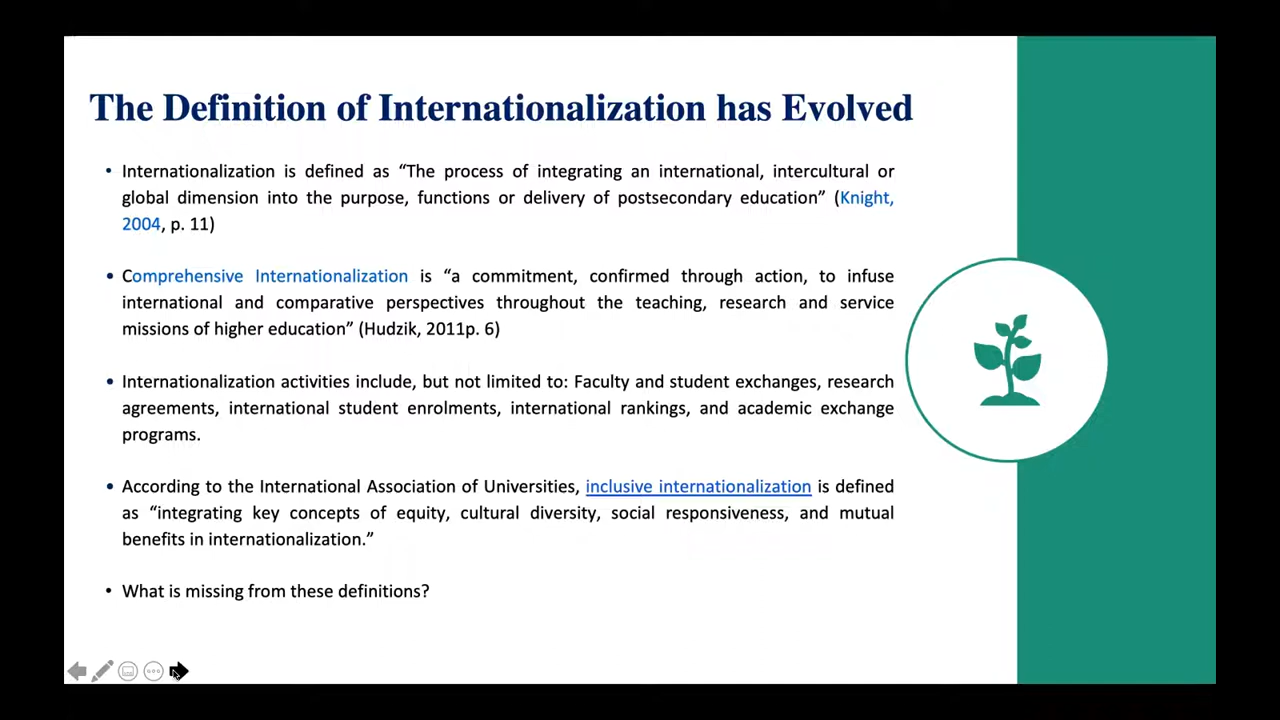 The Definition of Internationalization has Evolved
• Internationalization is defined as “The process of integrating an international, intercultural or
global dimension into the purpose, functions or delivery of postsecondary education” (Knight,
2004, p. 11)
• Comprehensive Internationalization is “a commitment, confirmed through action, to infuse
international and comparative perspectives throughout the teaching, research and service
missions of higher education” (Hudzik, 2011p. 6)
• Internationalization activities include, but not limited to: Faculty and student exchanges, research
agreements, international student enrolments, international rankings, and academic exchange
programs.
• According to the International Association of Universities, inclusive internationalization is defined
as “integrating key concepts of equity, cultural diversity, social responsiveness, and mutual
benefits in internationalization.”
• What is missing from these definitions?